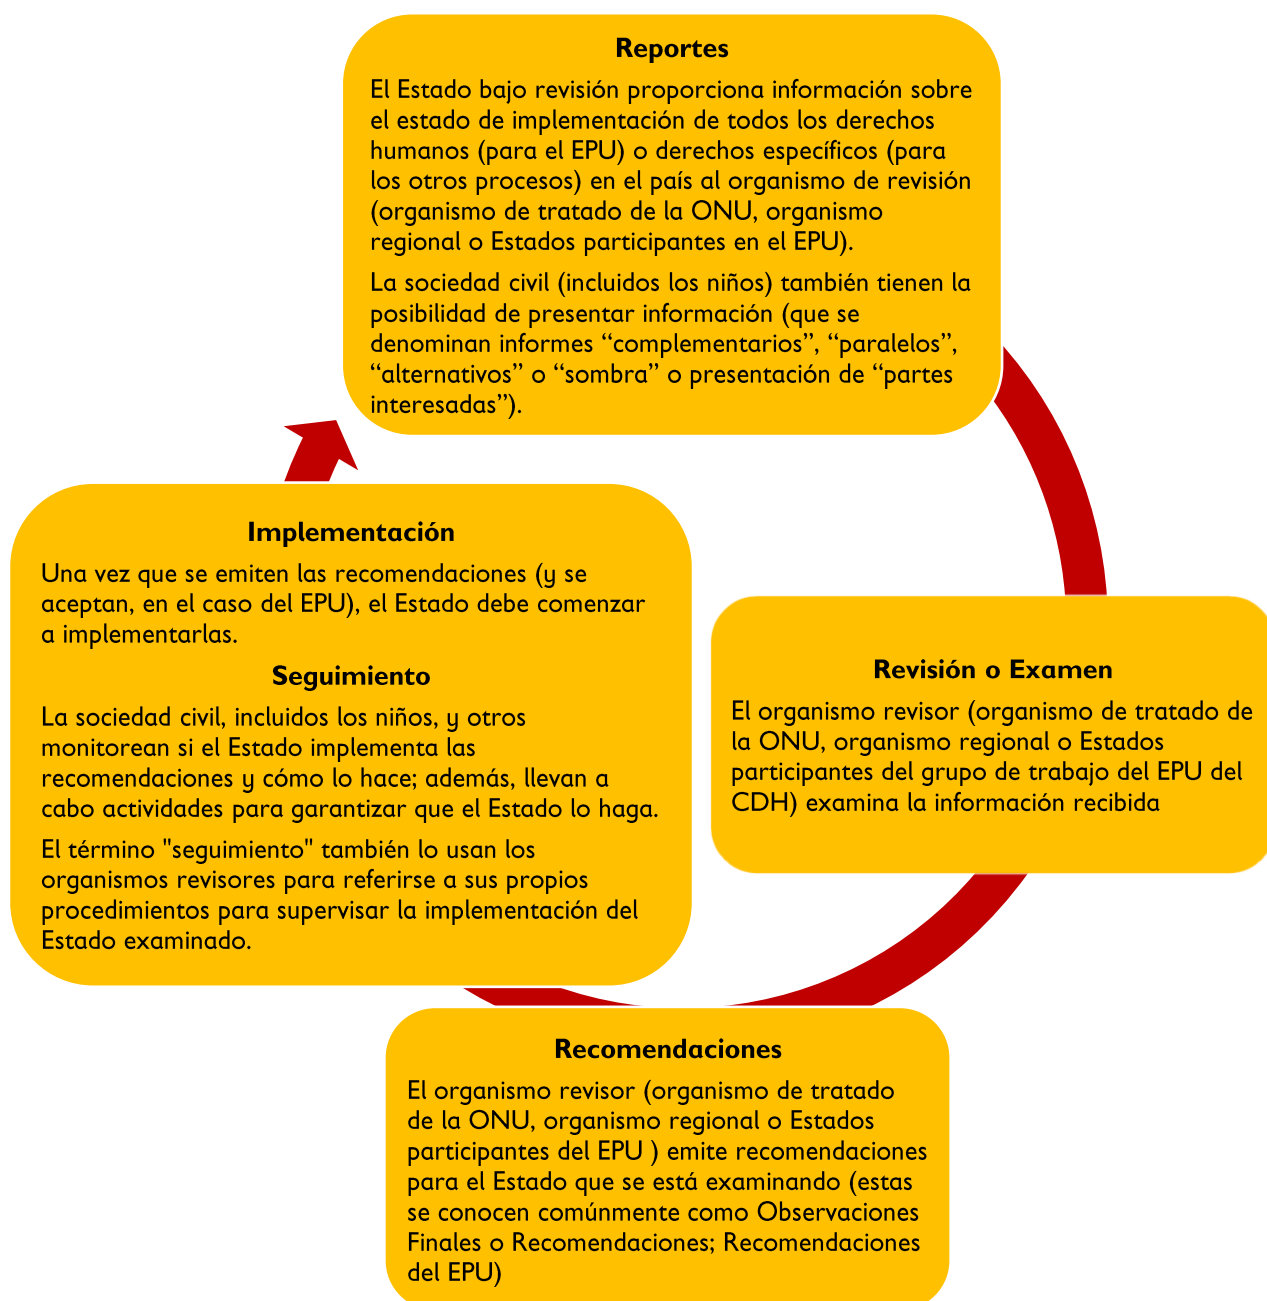 Reportes
El Estado bajo revisión proporciona información sobre
el estado de implementación de todos los derechos
humanos (para el EPU) o derechos específicos (para
los otros procesos) en el país al organismo de revisión
(organismo de tratado de la ONU, organismo
regional o Estados participantes en el EPU).
La sociedad civil (incluidos los niños) también tienen la
posibilidad de presentar información (que se
denominan informes “complementarios”, “paralelos”,
“alternativos” o “sombra” o presentación de “partes
interesadas”).
Revisión o Examen
El organismo revisor (organismo de tratado de
la ONU, organismo regional o Estados
participantes del grupo de trabajo del EPU del
CDH) examina la información recibida
Recomendaciones
El organismo revisor (organismo de tratado
de la ONU, organismo regional o Estados
participantes del EPU ) emite recomendaciones
para el Estado que se está examinando (estas
se conocen comúnmente como Observaciones
Finales o Recomendaciones; Recomendaciones
del EPU)
Implementación
Una vez que se emiten las recomendaciones (y se
aceptan, en el caso del EPU), el Estado debe comenzar
a implementarlas.
Seguimiento
La sociedad civil, incluidos los niños, y otros
monitorean si el Estado implementa las
recomendaciones y cómo lo hace; además, llevan a
cabo actividades para garantizar que el Estado lo haga.
El término "seguimiento" también lo usan los
organismos revisores para referirse a sus propios
procedimientos para supervisar la implementación del
Estado examinado.